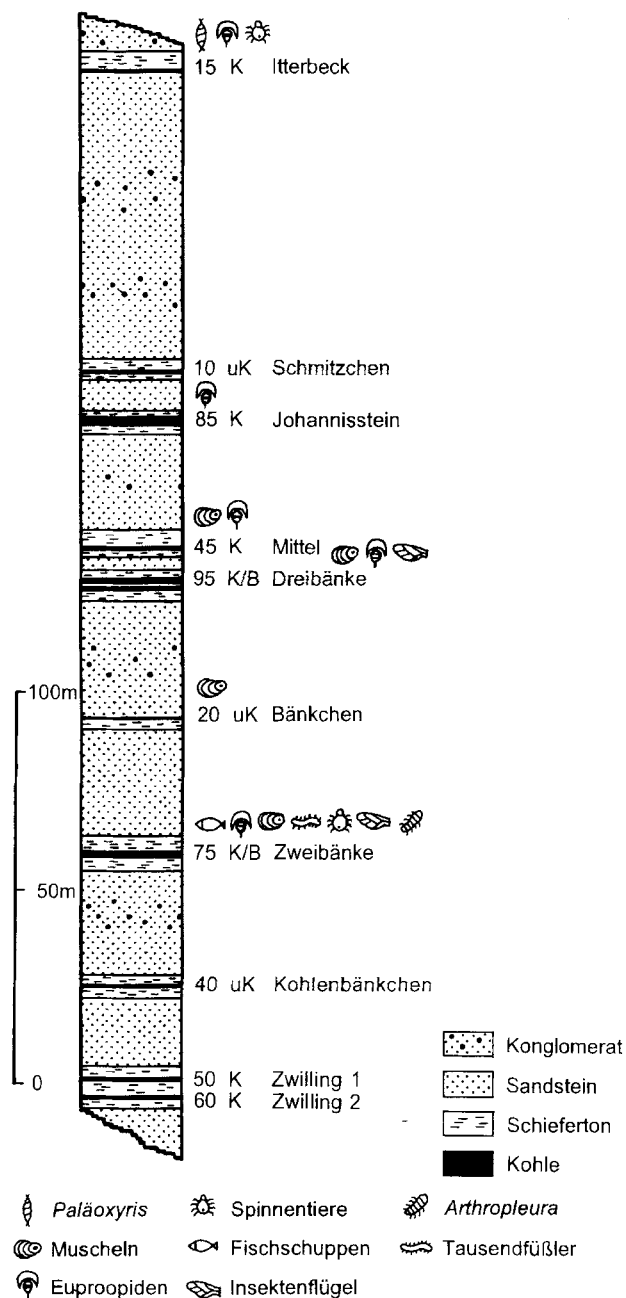 15 K Itterbeck
10 uK Schmitzchen
85 K Johannisstein
45 K Mittel
95 K/B Dreibänke
100m
20 uK Bänkchen
75 K/B Zweibänke
50m
40 uK Kohlenbänkchen
Konglomerat
0
50 K Zwilling 1
Sandstein
60 K Zwilling 2
Schieferton
Kohle
Paläoxyris Spinnentiere Arthropleura
Muscheln Fischschuppen Tausendfüßler
Euproopiden Insektenflügel